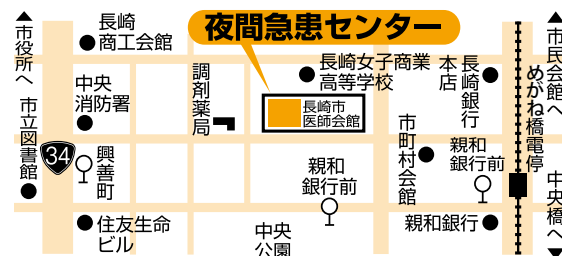 夜間急患センター
市役所へ
長崎
商工会館
中央
消防署
市立図書館
34
興善町
住友生命
ビル
調剤薬局
長崎女子商業
高等学校
長崎市
医師会館
親和
銀行前
中央
公園
市町村会館
長崎銀行
本店
親和
銀行前
親和銀行
めがね橋電停
市民会館へ
中央橋へ